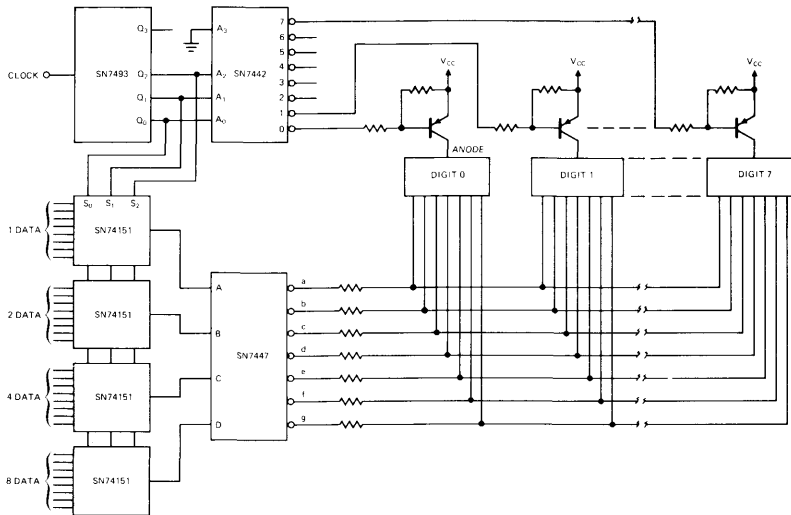 CLOCK
SN7493
Q3
Q2
Q1
Q0
A3
A2
A1
A0
SN7442
7
6
5
4
3
2
1
0
VCC
VCC
VCC
ANODE
DIGIT 0
DIGIT 1
DIGIT 7
S0 S1 S2
1 DATA
SN74151
2 DATA
SN74151
4 DATA
SN74151
8 DATA
SN74151
A
B
C
D
SN7447
a
b
c
d
e
f
g